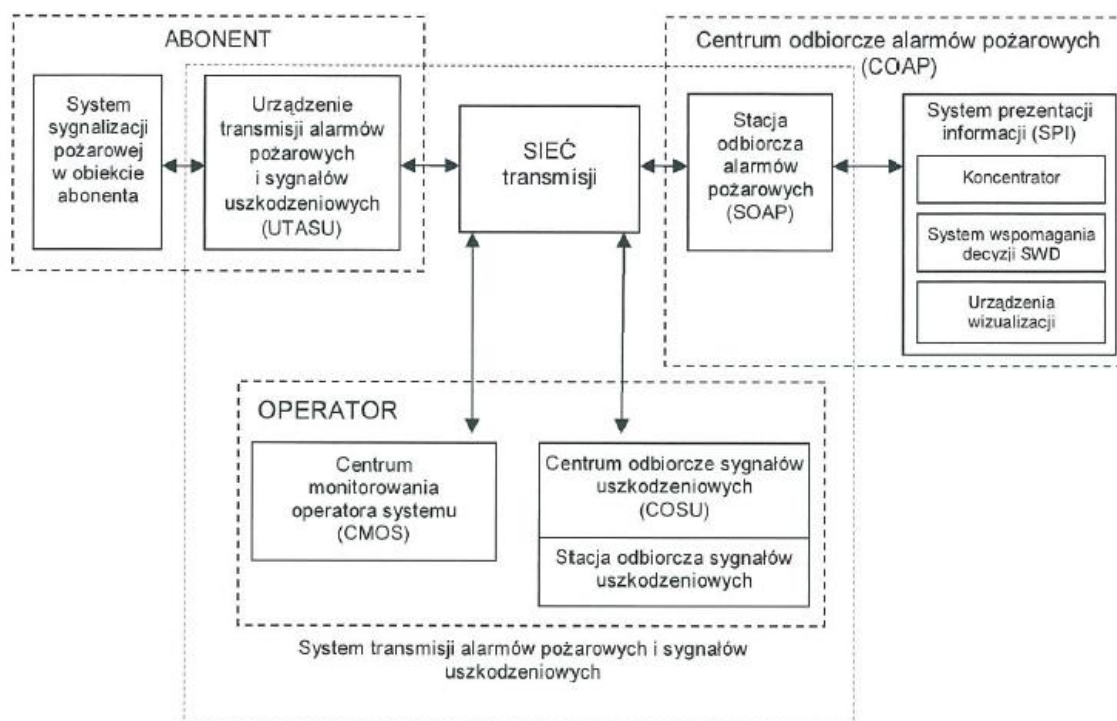 ABONENT
System
sygnalizacji
pożarowej
w obiekcie
abonenta
Urządzenie
transmisji alarmów
pożarowych
i sygnałów
uszkodzeniowych
(UTASU)
SIEĆ
transmisji
Centrum odbiorcze alarmów pożarowych
(COAP)
Stacja
odbiorcza
alarmów
pożarowych
(SOAP)
System prezentacji
informacji (SPI)
Koncentrator
System wspomagania
decyzji SWD
Urządzenia
wizualizacji
OPERATOR
Centrum
monitorowania
operatora systemu
(CMOS)
Centrum odbiorcze sygnałów
uszkodzeniowych
(COSU)
Stacja odbiorcza sygnałów
uszkodzeniowych
System transmisji alarmów pożarowych i sygnałów
uszkodzeniowych